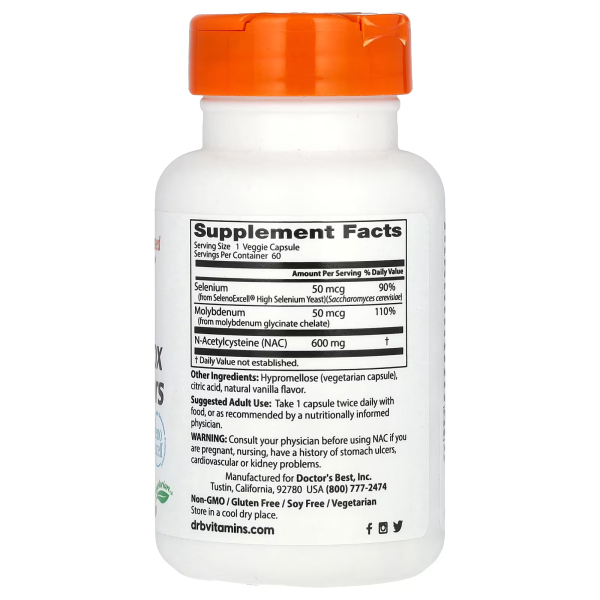 Supplement Facts
Serving Size 1 Veggie Capsule
Servings Per Container 60
Amount Per Serving % Daily Value
Selenium 50 mcg 90%
(from SelenoExcell® High Selenium Yeast)(Saccharomyces cerevisiae)
Molybdenum 50 mcg 110%
(from molybdenum glycinate chelate)
N-Acetylcysteine (NAC) 600 mg †
† Daily Value not established.
Other Ingredients: Hypromellose (vegetarian capsule),
citric acid, natural vanilla flavor.
Suggested Adult Use: Take 1 capsule twice daily with
food, or as recommended by a nutritionally informed
physician.
WARNING: Consult your physician before using NAC if you
are pregnant, nursing, have a history of stomach ulcers,
cardiovascular or kidney problems.
Manufactured for Doctor's Best, Inc.
Tustin, California, 92780 USA (800) 777-2474
Non-GMO / Gluten Free / Soy Free / Vegetarian
Store in a cool dry place.
drbvitamins.com